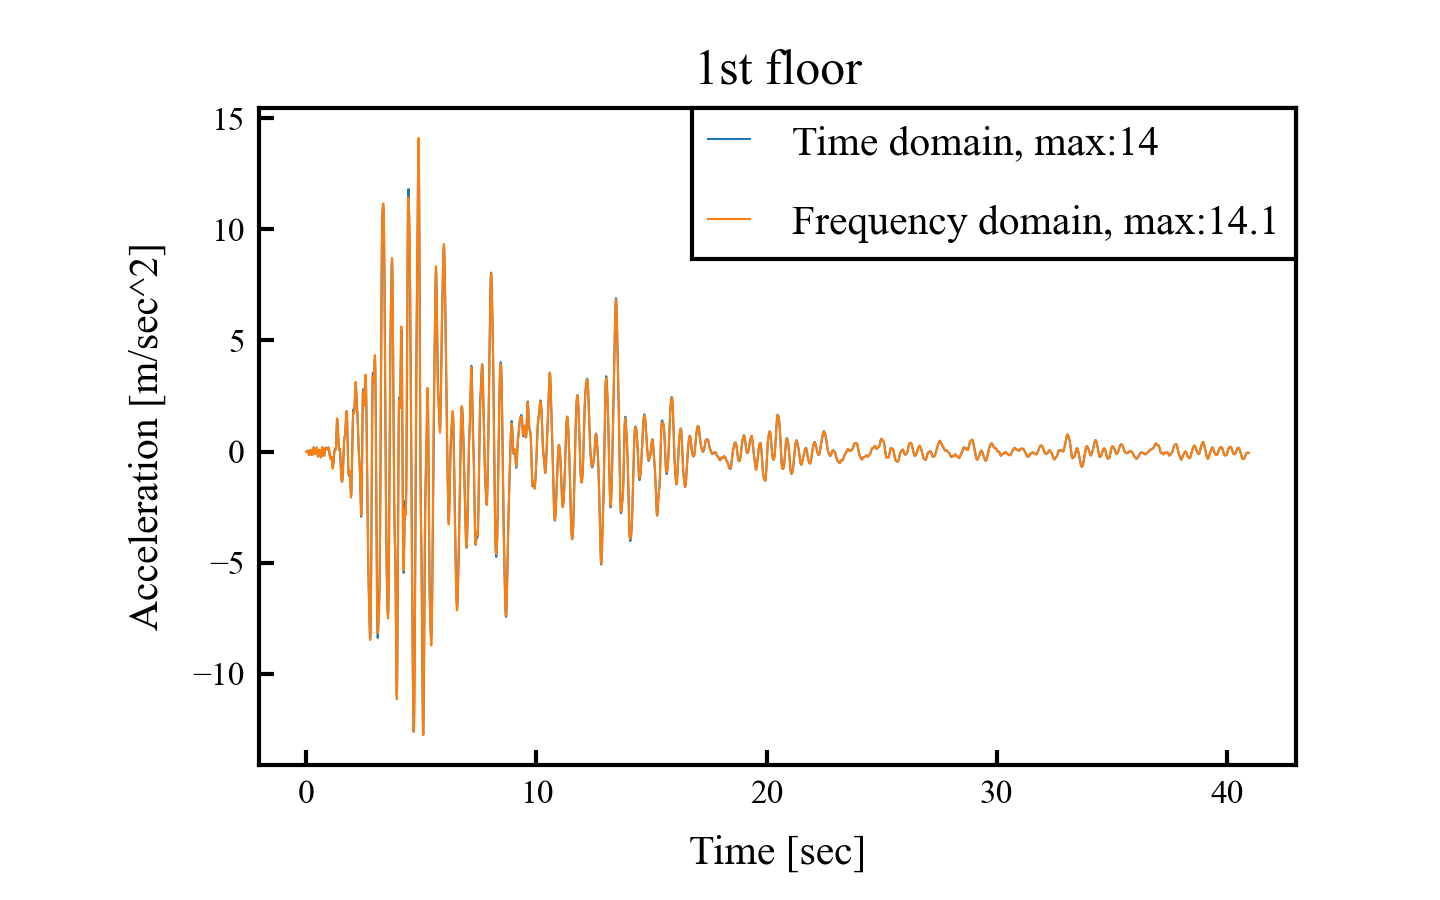 1st floor
15
Time domain, max:14
Frequency domain, max:14.1
10
5
0
−5
−10
Acceleration [m/sec^2]
0 10 20 30 40
Time [sec]